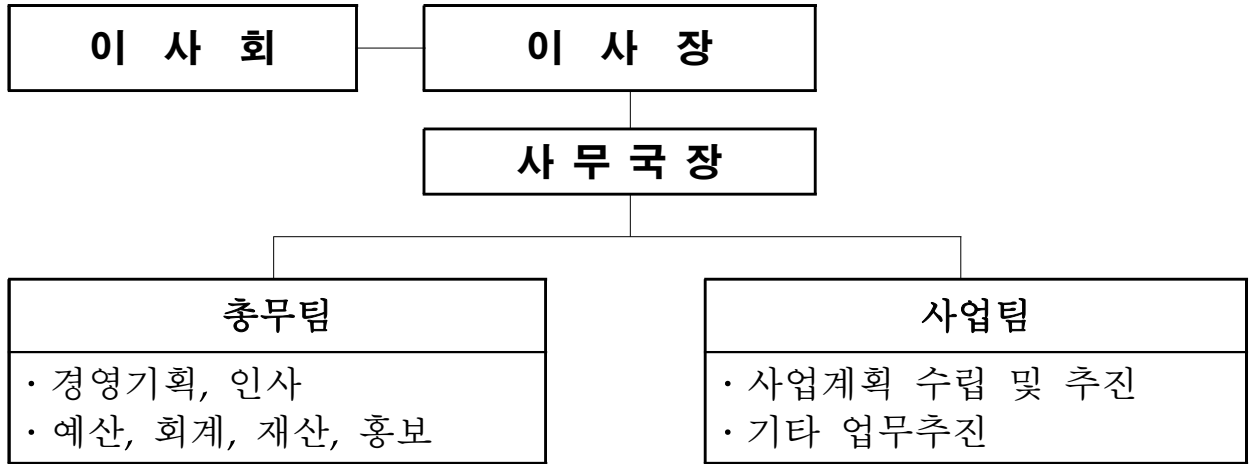 이 사 회
이 사 장
사 무 국 장
총무팀
· 경영기획, 인사
· 예산, 회계, 재산, 홍보
사업팀
· 사업계획 수립 및 추진
· 기타 업무추진